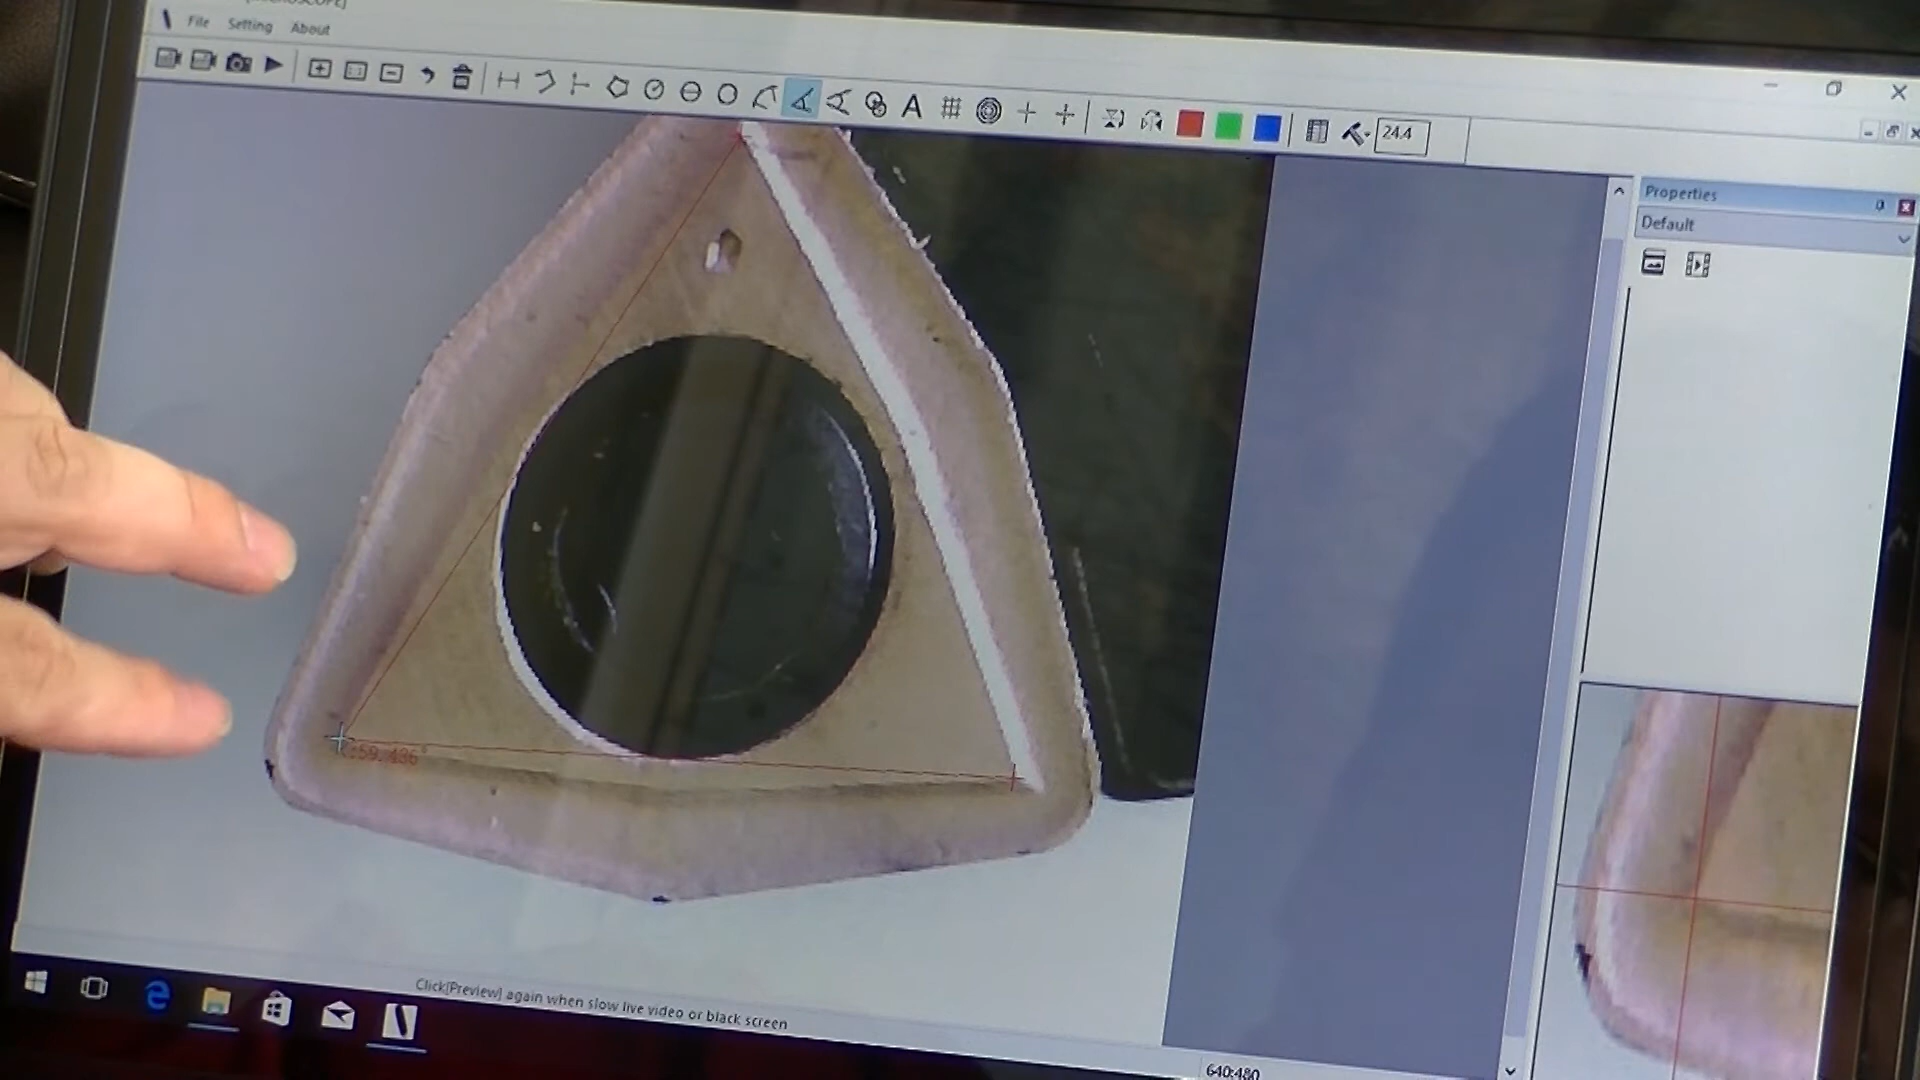 File Setting About
A
24.4
Properties
Default
59.436°
Click[Preview] again when slow live video or black screen
640:480